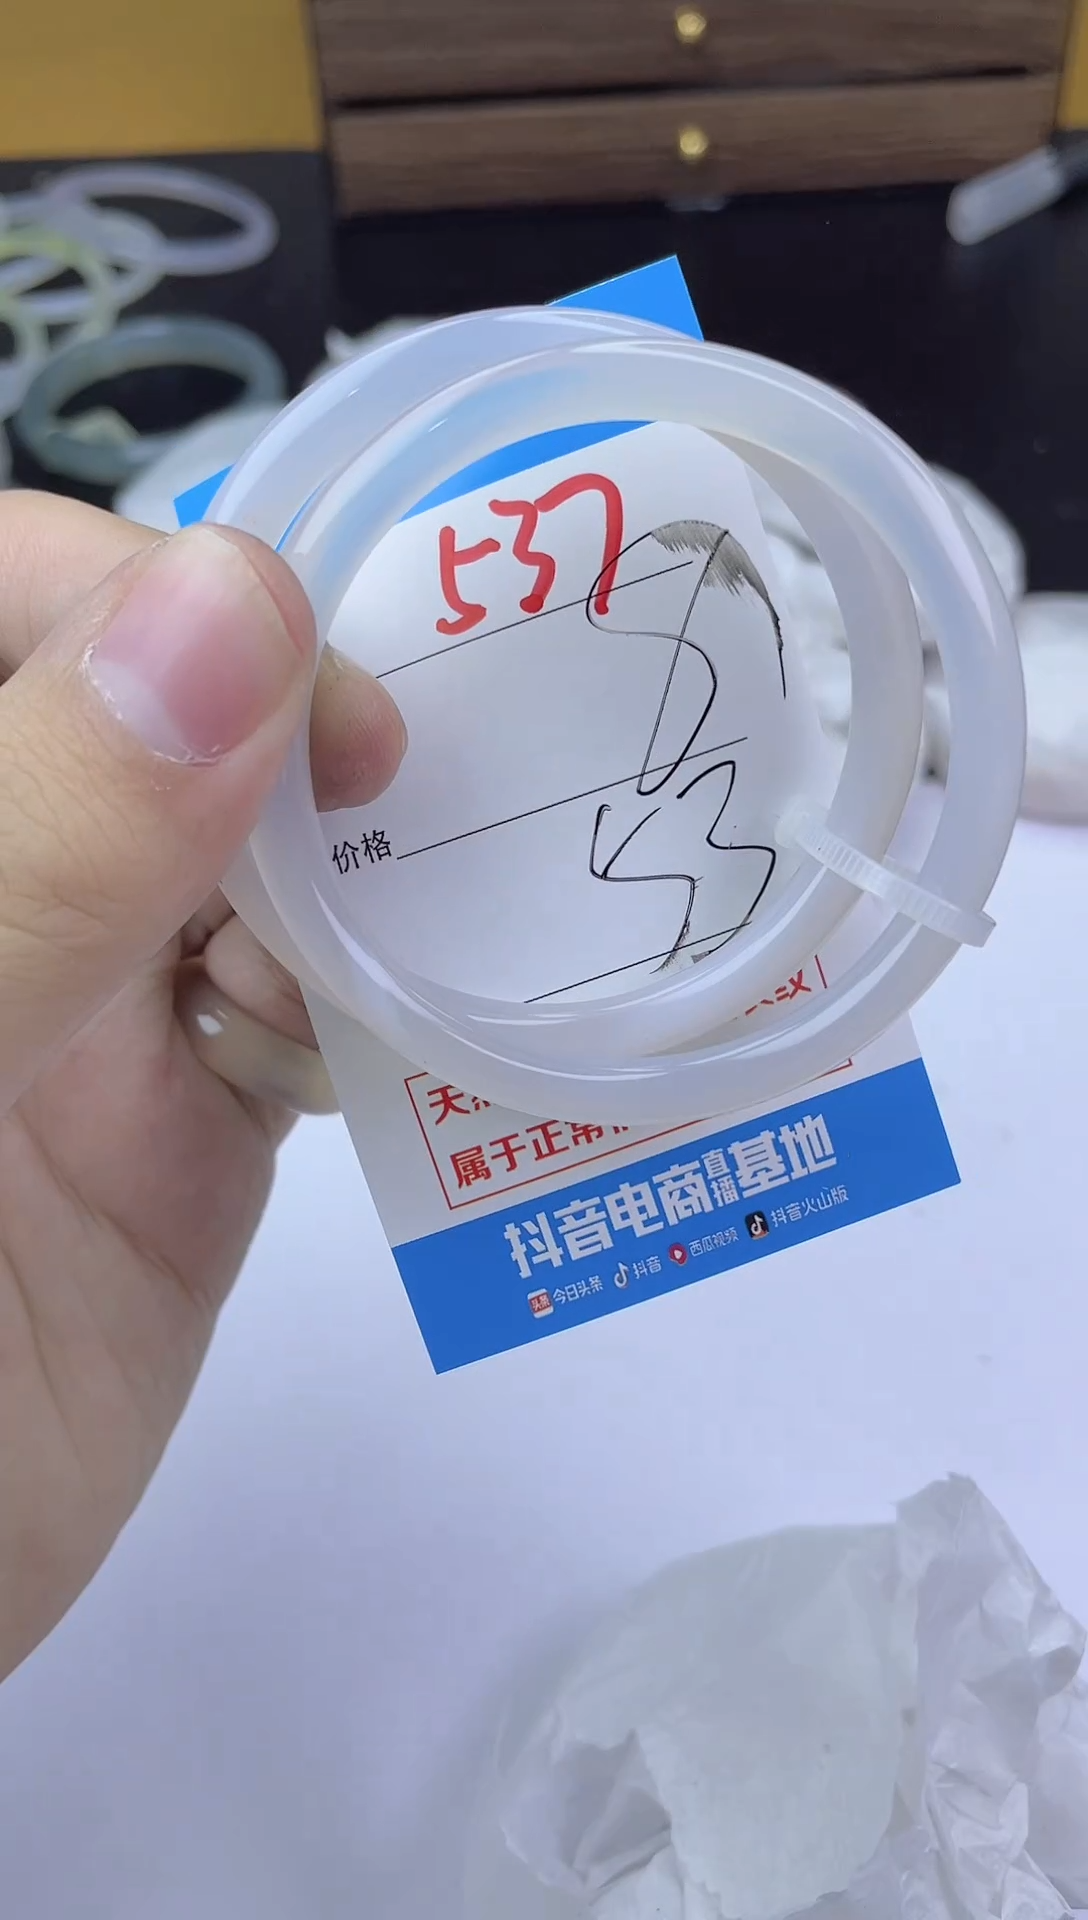 537
价格
53
天然
属于正常
抖音电商直播基地
今日头条 抖音 西瓜视频 抖音火山版